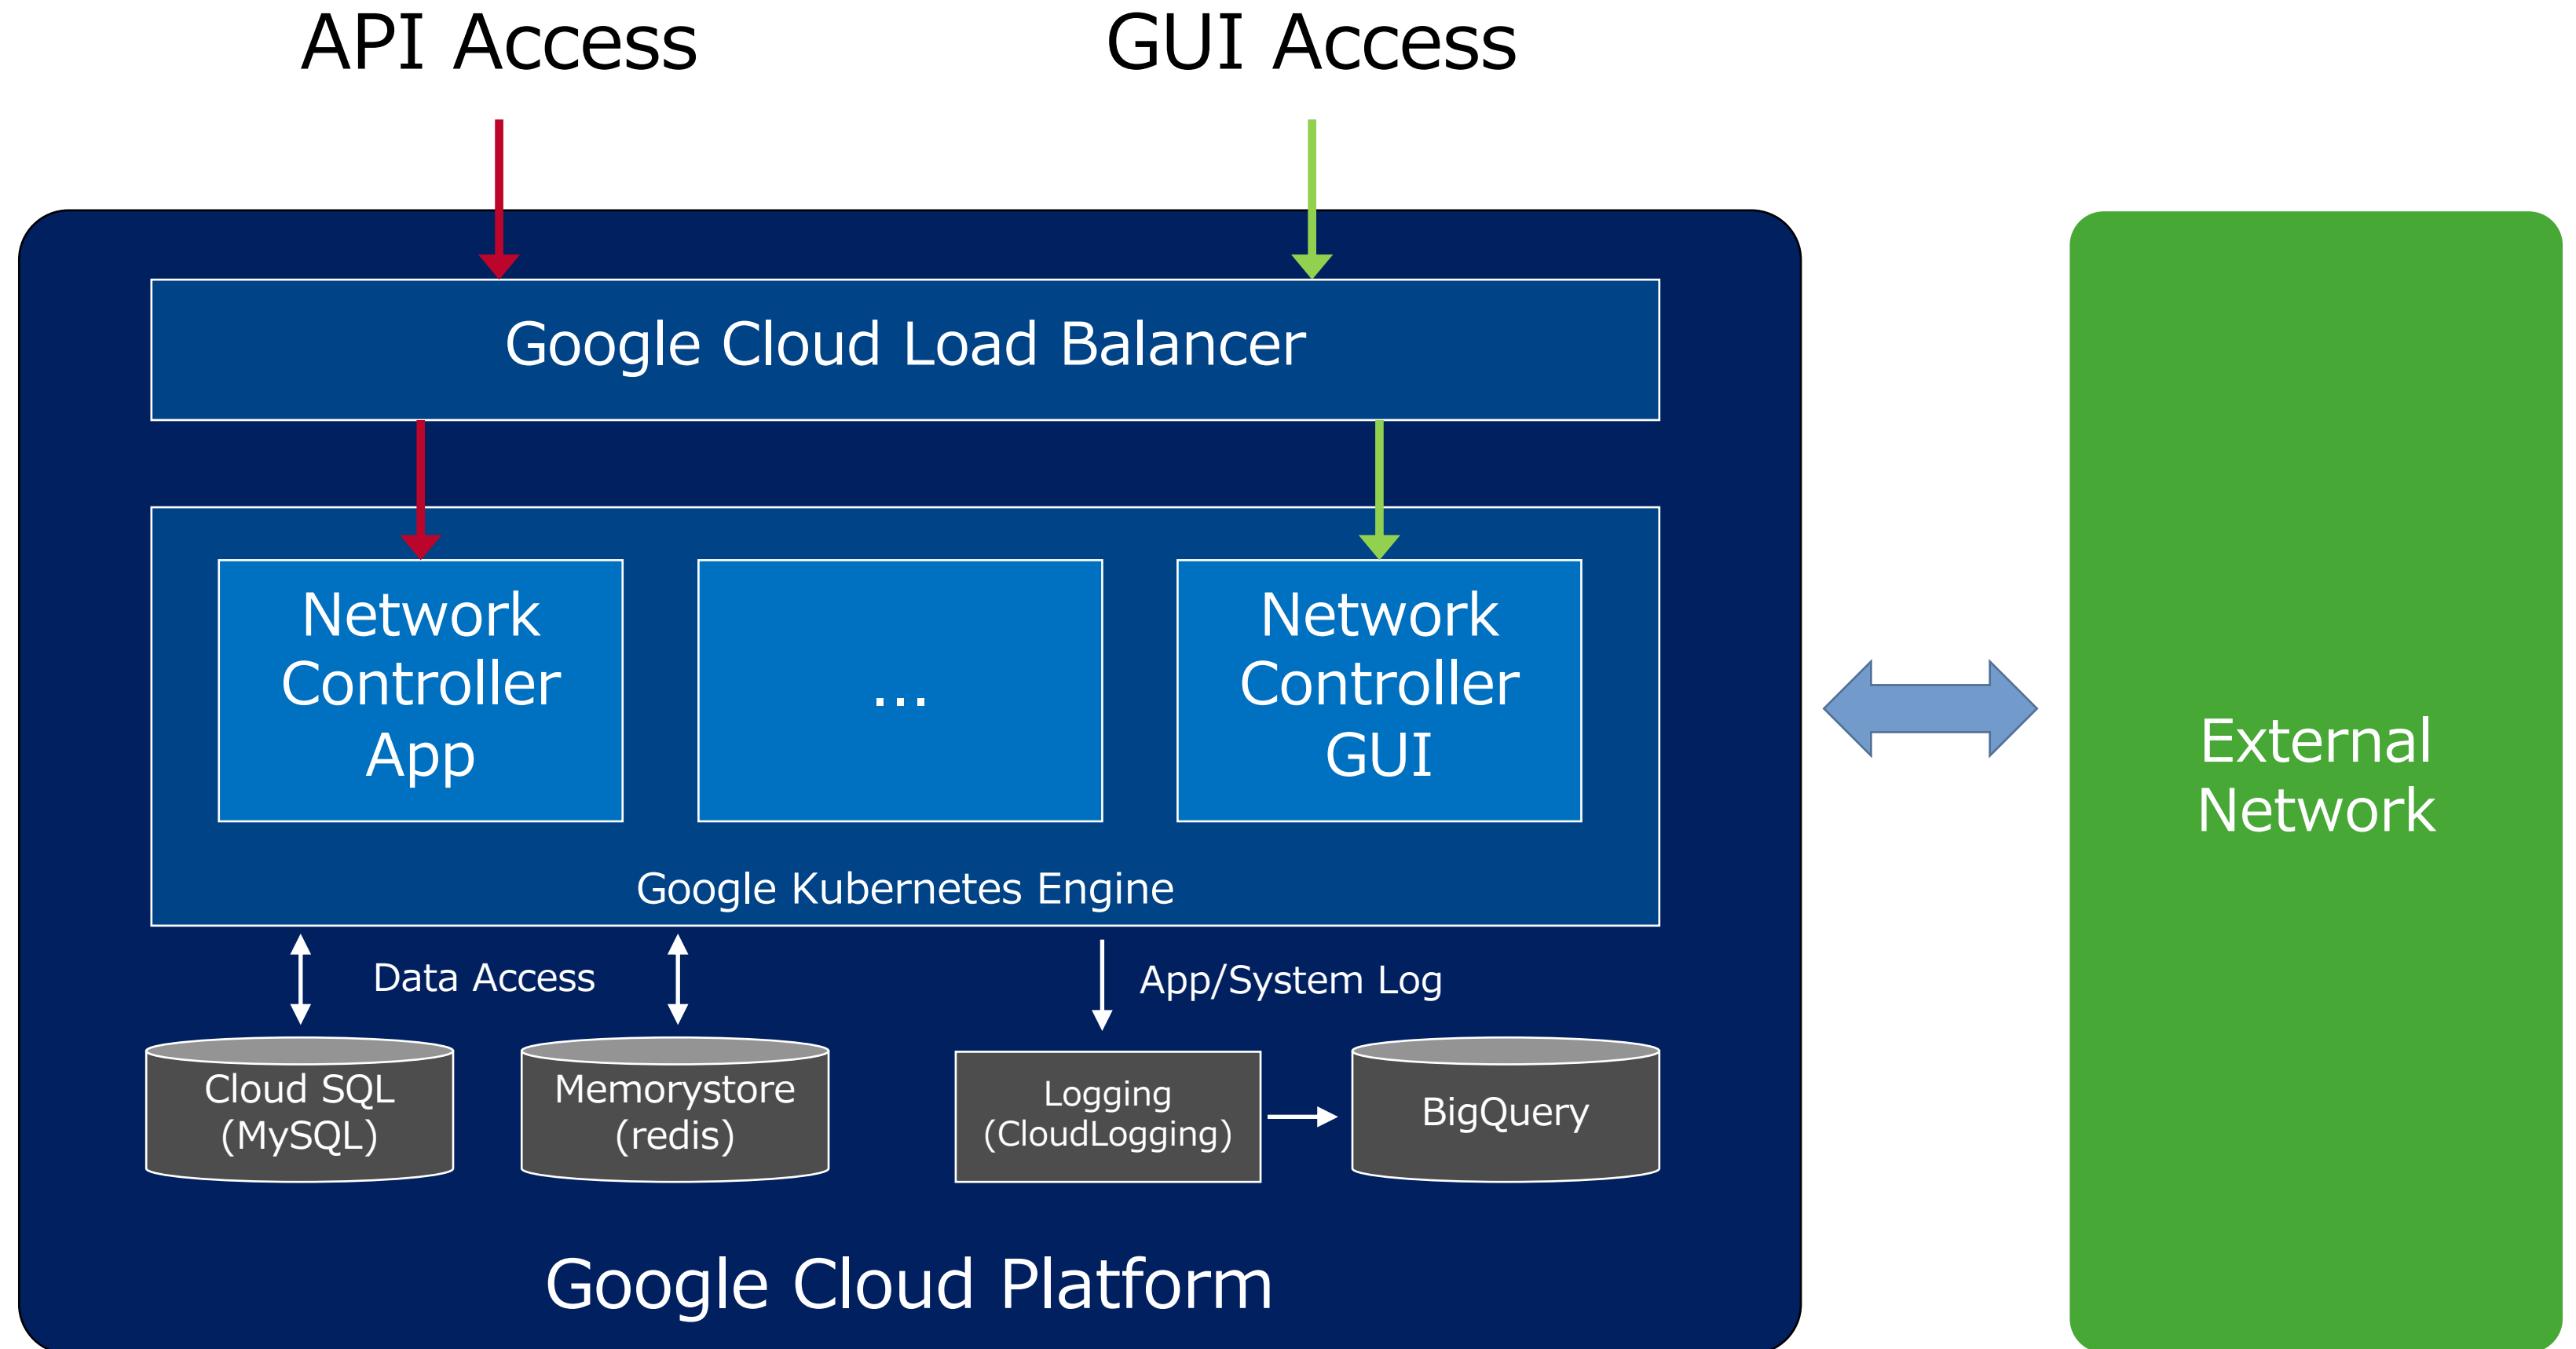 API Access
GUI Access
Google Cloud Load Balancer
Network
Controller
App
...
Network
Controller
GUI
Google Kubernetes Engine
Data Access
App/System Log
Cloud SQL
(MySQL)
Memorystore
(redis)
Logging
(CloudLogging)
BigQuery
Google Cloud Platform
External
Network